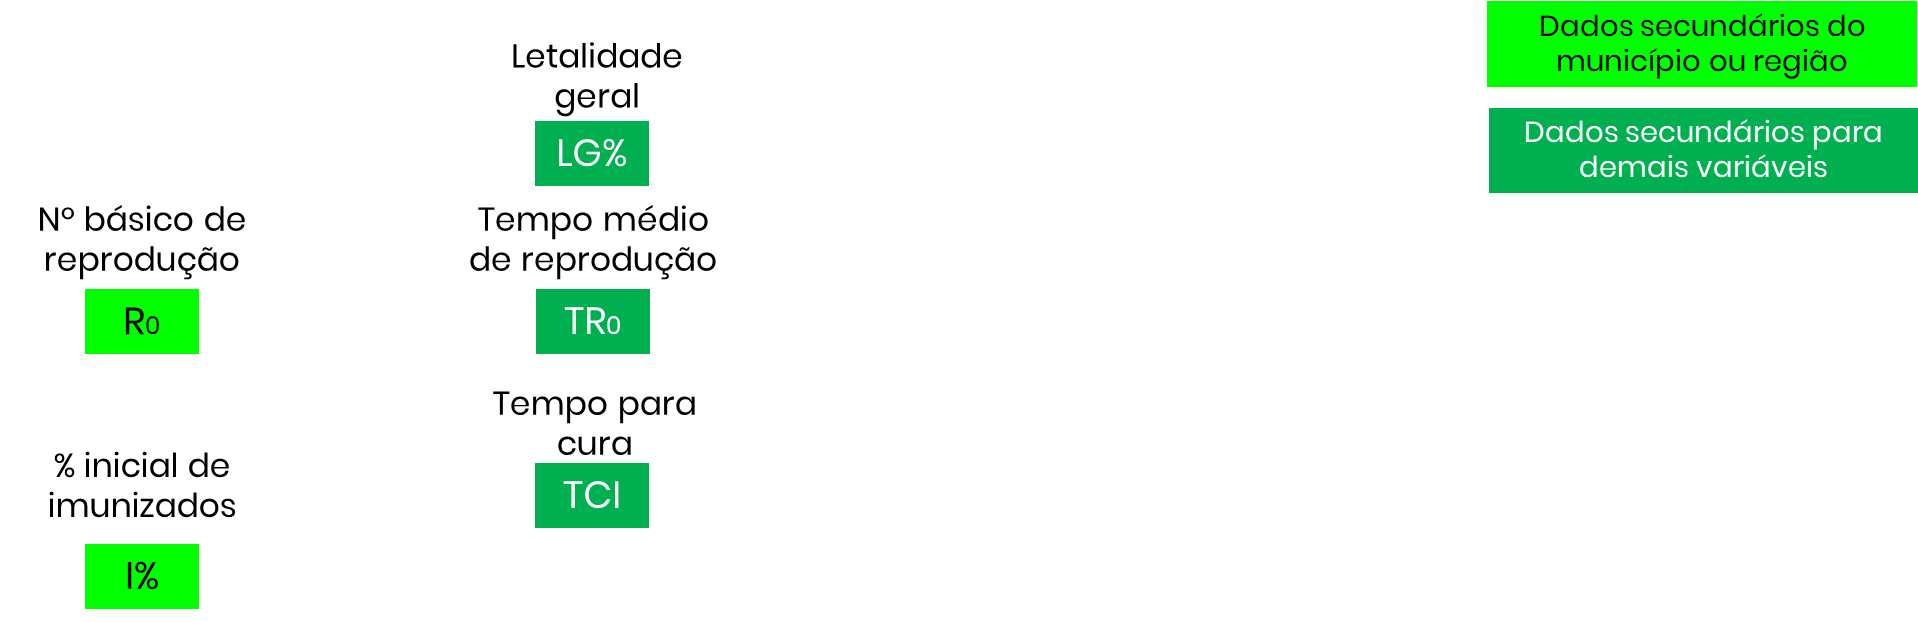 Letalidade
geral
LG%
Nº básico de
reprodução
R0
Tempo médio
de reprodução
TR0
Tempo para
cura
TCI
% inicial de
imunizados
I%
Dados secundários do
município ou região
Dados secundários para
demais variáveis